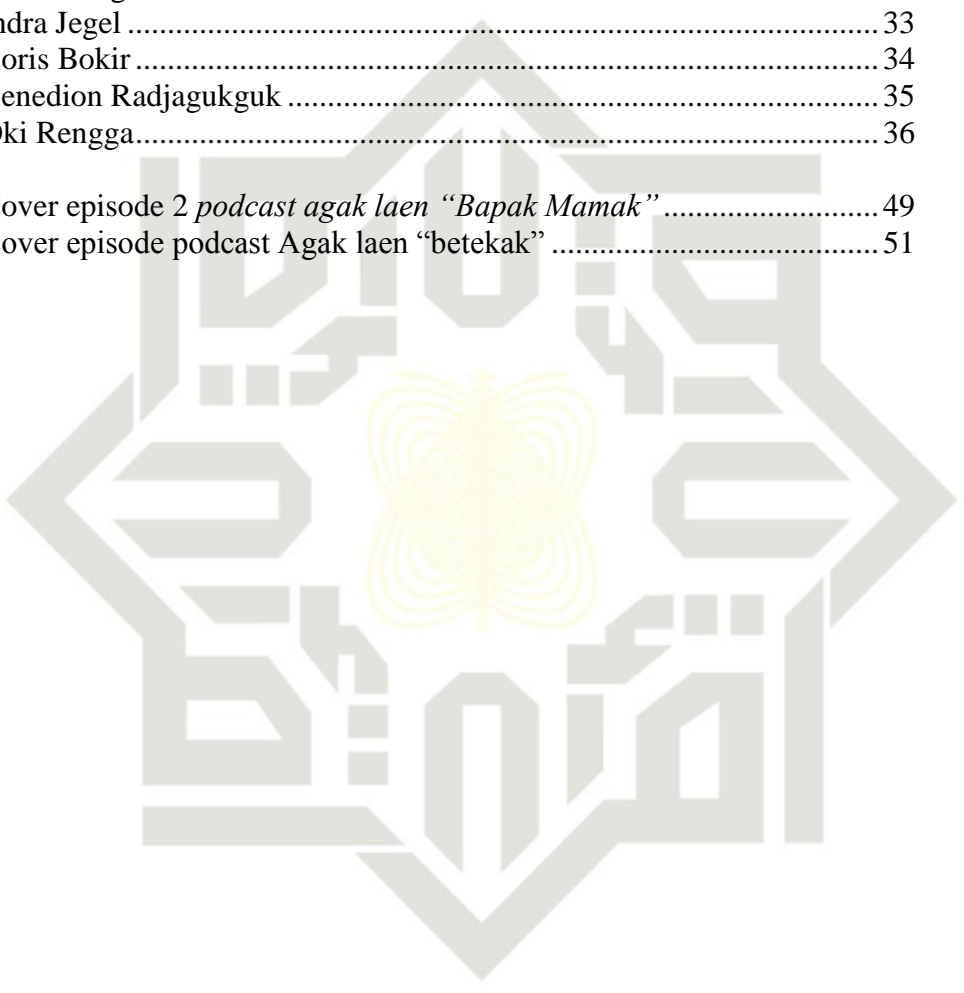 ndra Jegel .................................................................................................... 33
oris Bokir ................................................................................................... 34
enedion Radjagukguk ............................................................................... 35
Oki Rengga................................................................................................... 36
over episode 2 podcast agak laen “Bapak Mamak” ............................ 49
over episode podcast Agak laen “betekak” ........................................... 51